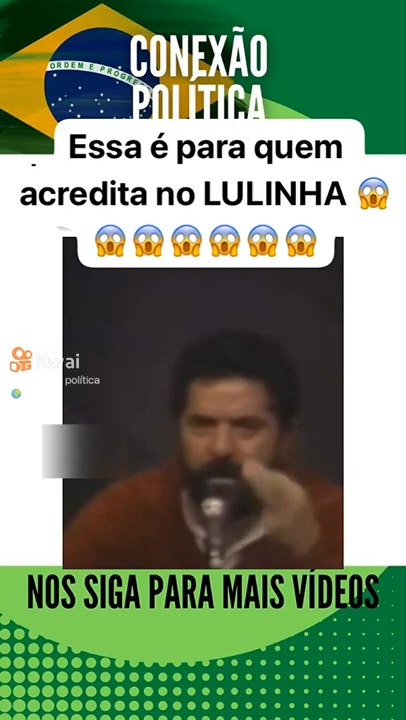 ORDEM E PROGRE
CONEXÃO
POLÍTICA
Essa é para quem
acredita no LULINHA 😱
😱😱😱😱😱😱
Kwai
política
NOS SIGA PARA MAIS VÍDEOS